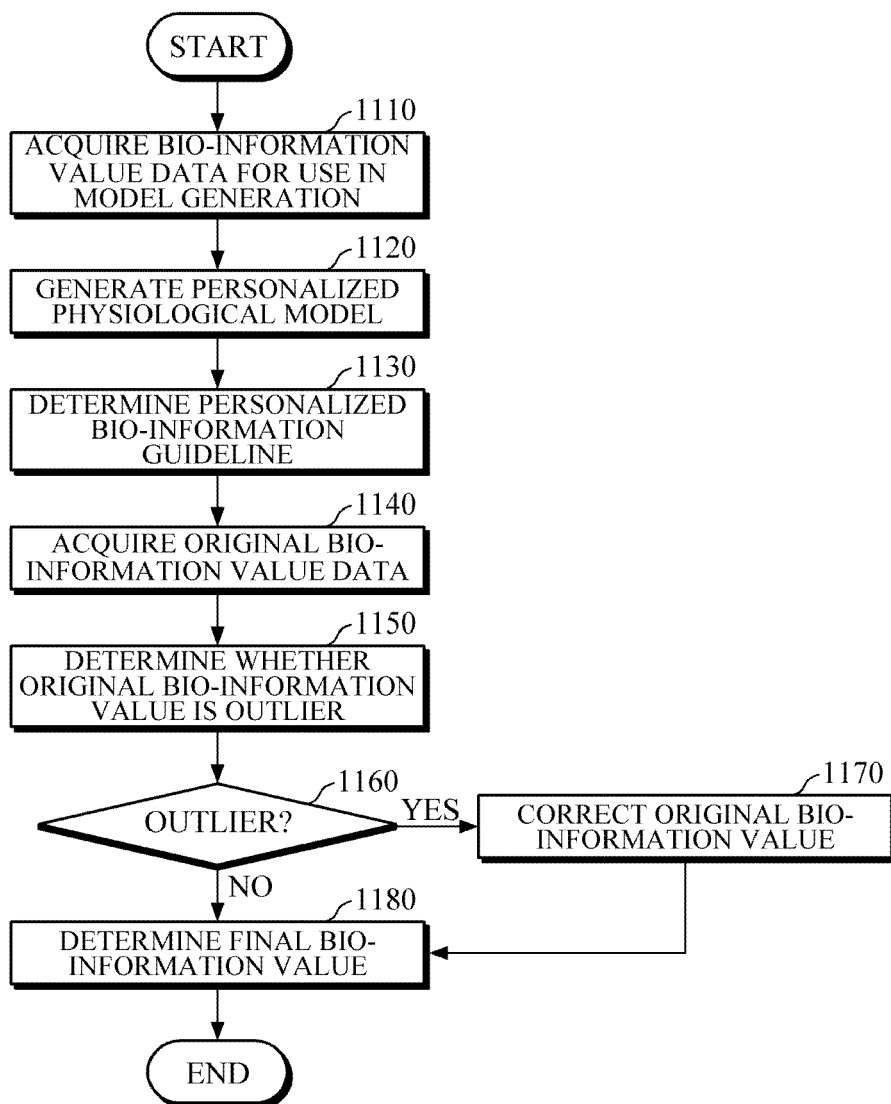 START
1110
ACQUIRE BIO-INFORMATION
VALUE DATA FOR USE IN
MODEL GENERATION
1120
GENERATE PERSONALIZED
PHYSIOLOGICAL MODEL
1130
DETERMINE PERSONALIZED
BIO-INFORMATION
GUIDELINE
1140
ACQUIRE ORIGINAL BIO-
INFORMATION VALUE DATA
1150
DETERMINE WHETHER
ORIGINAL BIO-INFORMATION
VALUE IS OUTLIER
1160
OUTLIER?
YES
1170
CORRECT ORIGINAL BIO-
INFORMATION VALUE
NO
1180
DETERMINE FINAL BIO-
INFORMATION VALUE
END